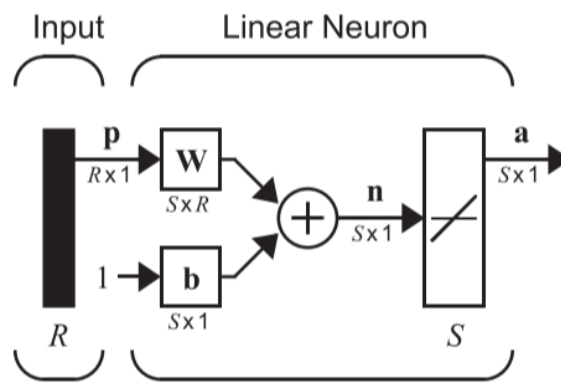 Input Linear Neuron
p a
W
R x 1 n S x 1
S x R +
S x 1
1 b
S x 1
R S